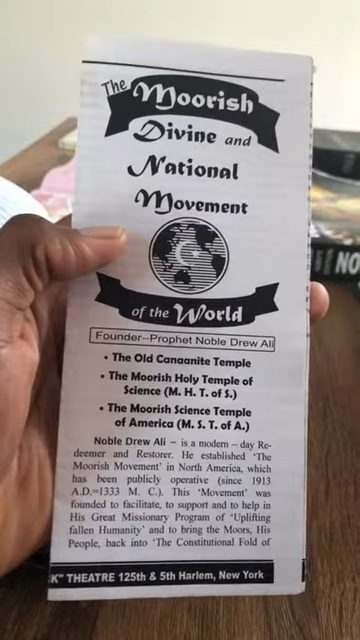 The Moorish
Divine and
National
Movement
of the World
Founder--Prophet Noble Drew Ali
• The Old Canaanite Temple
• The Moorish Holy Temple of
Science (M. H. T. of S.)
• The Moorish Science Temple
of America (M. S. T. of A.)
Noble Drew Ali – is a modern – day Re-
deemer and Restorer. He established 'The
Moorish Movement' in North America, which
has been publicly operative (since 1913
A.D.=1333 M. C.). This 'Movement' was
founded to facilitate, to support and to help in
His Great Missionary Program of 'Uplifting
fallen Humanity' and to bring the Moors, His
People, back into 'The Constitutional Fold of
K" THEATRE 125th & 5th Harlem, New York
NO